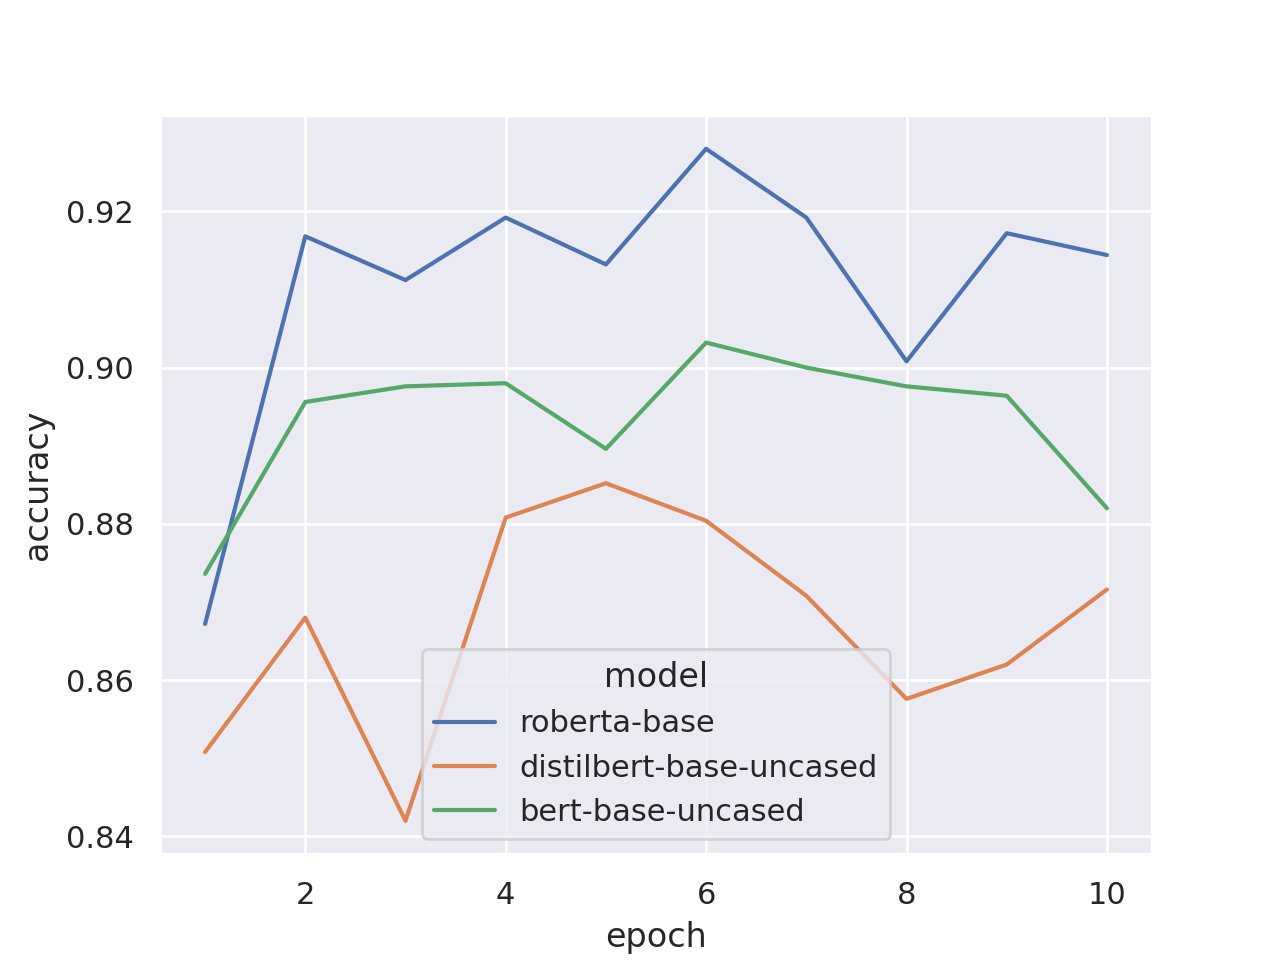 0.92
0.90
0.88
0.86
0.84
accuracy
model
roberta-base
distilbert-base-uncased
bert-base-uncased
2 4 6 8 10
epoch